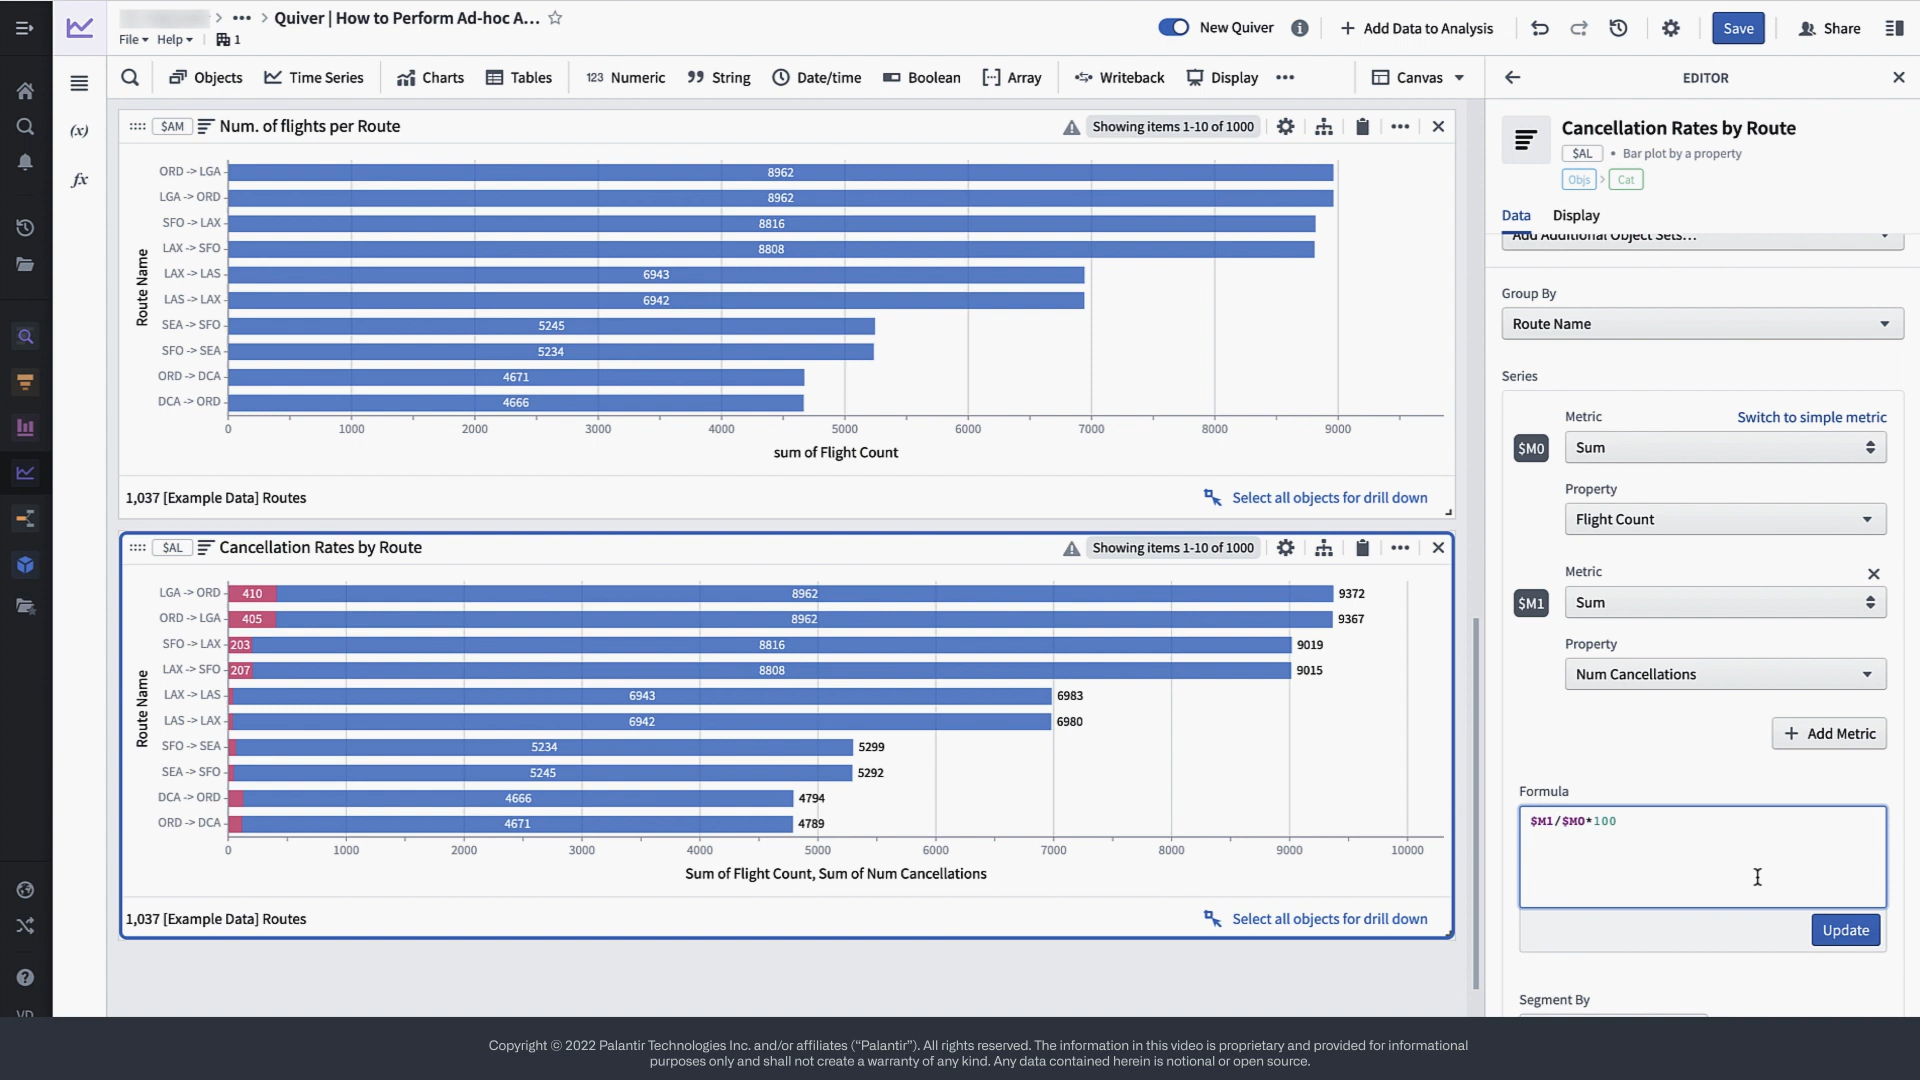 Quiver | How to Perform Ad-hoc A...
File
Help
1
New Quiver
Add Data to Analysis
Save
Share
Objects
Time Series
Charts
Tables
123 Numeric
String
Date/time
Boolean
Array
Writeback
Display
Canvas
(x)
fx
$AM
Num. of flights per Route
Showing items 1-10 of 1000
Route Name
ORD -> LGA 8962
LGA -> ORD 8962
SFO -> LAX 8816
LAX -> SFO 8808
LAX -> LAS 6943
LAS -> LAX 6942
SEA -> SFO 5245
SFO -> SEA 5234
ORD -> DCA 4671
DCA -> ORD 4666
0 1000 2000 3000 4000 5000 6000 7000 8000 9000
sum of Flight Count
1,037 [Example Data] Routes
Select all objects for drill down
$AL
Cancellation Rates by Route
Showing items 1-10 of 1000
Route Name
LGA -> ORD 410 8962 9372
ORD -> LGA 405 8962 9367
SFO -> LAX 203 8816 9019
LAX -> SFO 207 8808 9015
LAX -> LAS 6943 6983
LAS -> LAX 6942 6980
SFO -> SEA 5234 5299
SEA -> SFO 5245 5292
DCA -> ORD 4666 4794
ORD -> DCA 4671 4789
0 1000 2000 3000 4000 5000 6000 7000 8000 9000 10000
Sum of Flight Count, Sum of Num Cancellations
1,037 [Example Data] Routes
Select all objects for drill down
EDITOR
Cancellation Rates by Route
$AL • Bar plot by a property
Objs > Cat
Data
Display
Add Additional Object Sets...
Group By
Route Name
Series
Metric
Switch to simple metric
$M0
Sum
Property
Flight Count
Metric
$M1
Sum
Property
Num Cancellations
Add Metric
Formula
$M1/$M0*100
Update
Segment By
VD
Copyright © 2022 Palantir Technologies Inc. and/or affiliates (“Palantir”). All rights reserved. The information in this video is proprietary and provided for informational
purposes only and shall not create a warranty of any kind. Any data contained herein is notional or open source.